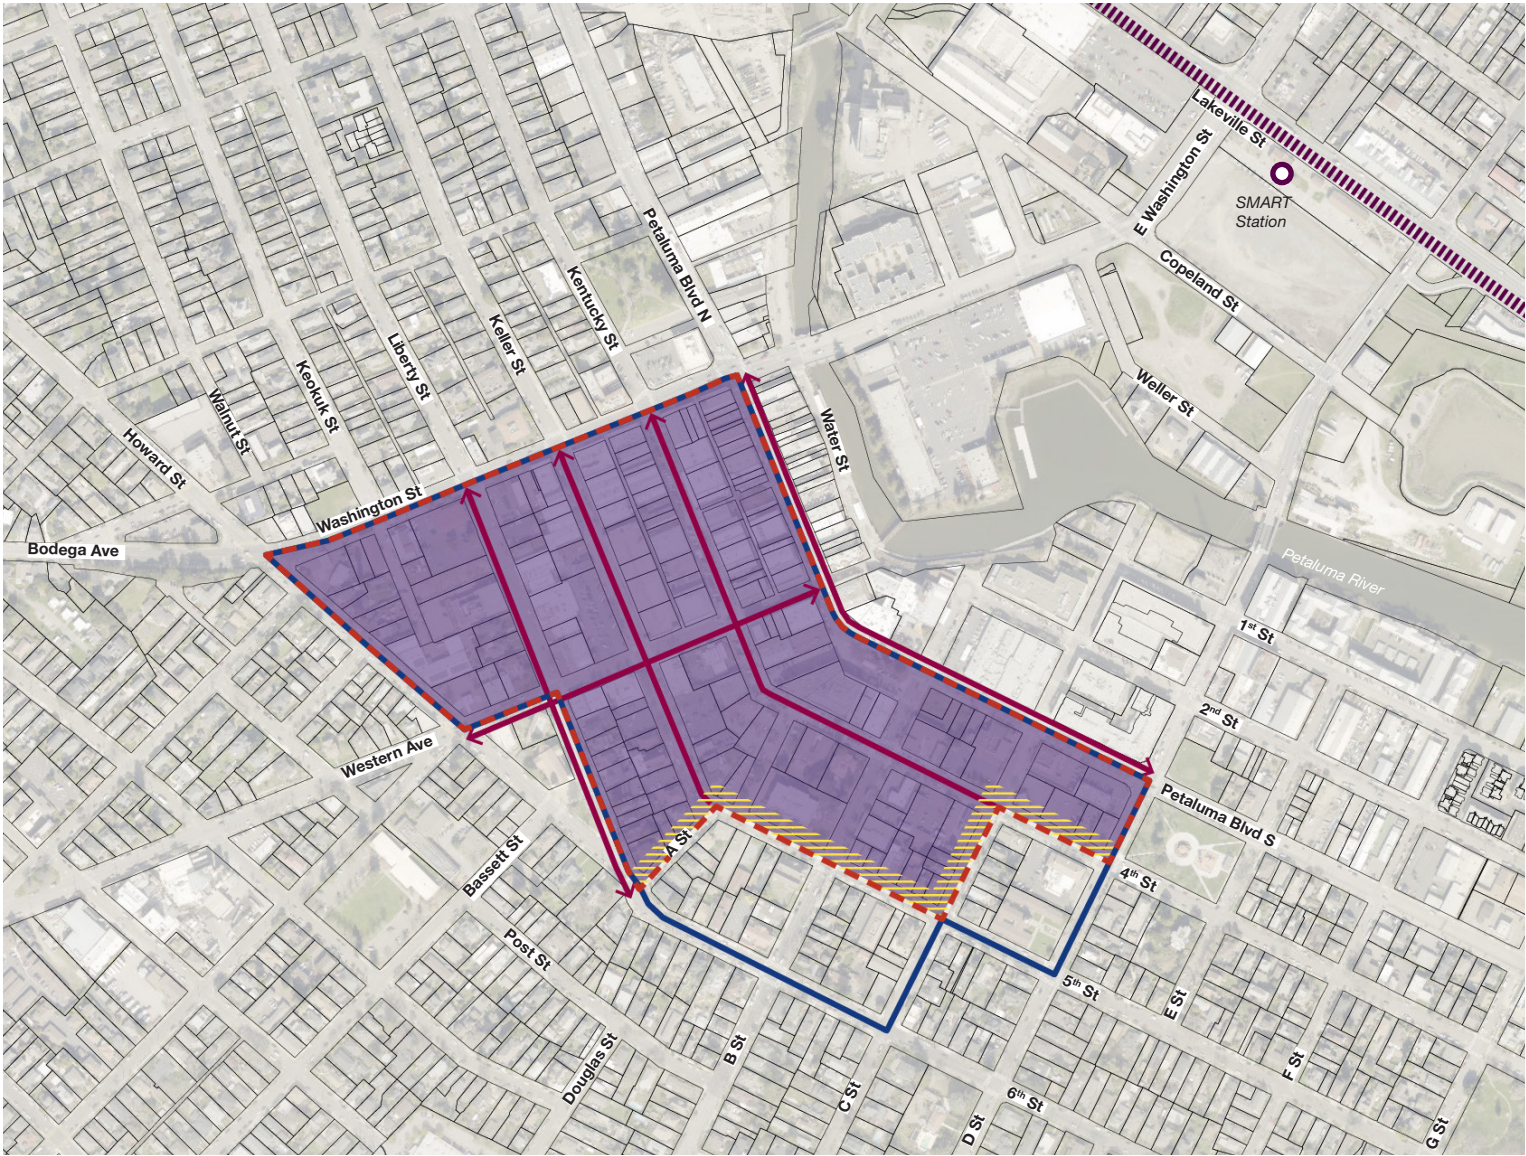 Lakeville St
E Washington St
SMART
Station
Petaluma Blvd N
Copeland St
Kentucky St
Keller St
Liberty St
Keokuk St
Walnut St
Howard St
Weller St
Water St
Washington St
Bodega Ave
Petaluma River
1st St
2nd St
Western Ave
Petaluma Blvd S
A St
4th St
Bassett St
Post St
5th St
E St
Douglas St
B St
C St
6th St
D St
F St
G St